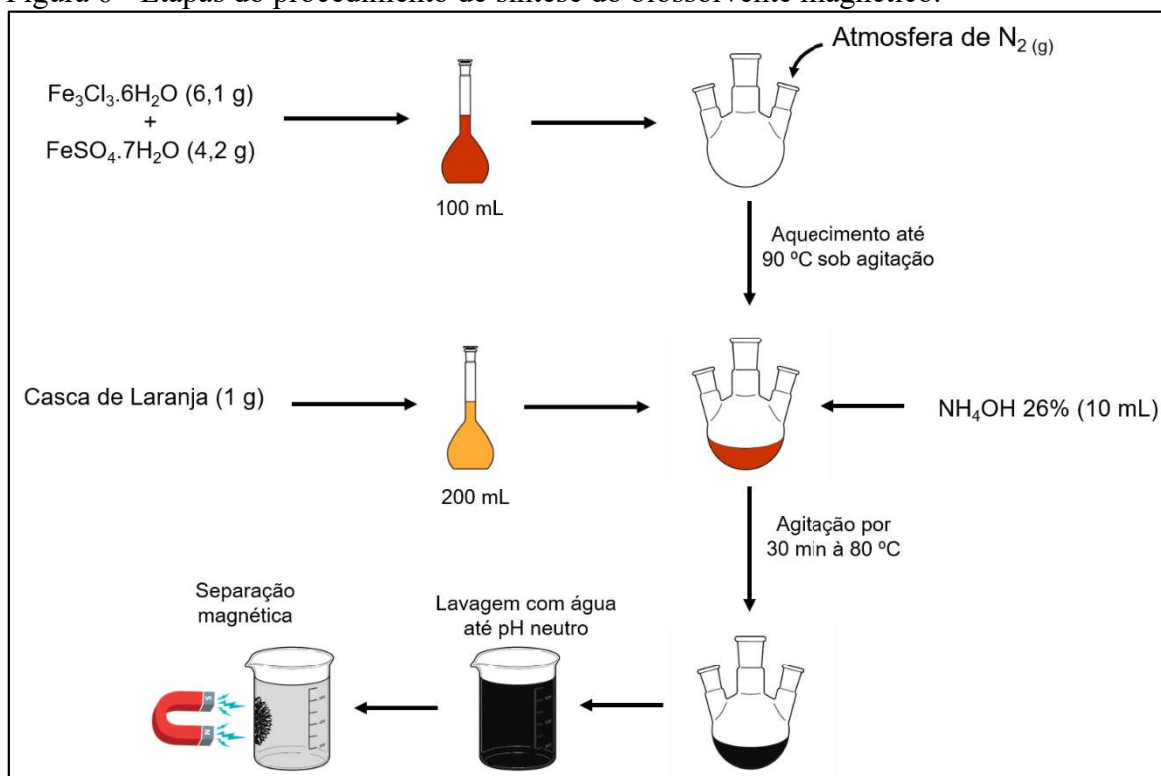 Figura 6 - Etapas do procedimento de síntese do biossorvente magnético.
Atmosfera de N₂ (g)
Fe₃Cl₃.6H₂O (6,1 g)
+
FeSO₄.7H₂O (4,2 g)
100 mL
Aquecimento até
90 ºC sob agitação
Casca de Laranja (1 g)
NH₄OH 26% (10 mL)
200 mL
Agitação por
30 min à 80 ºC
Separação
magnética
Lavagem com água
até pH neutro
S
N